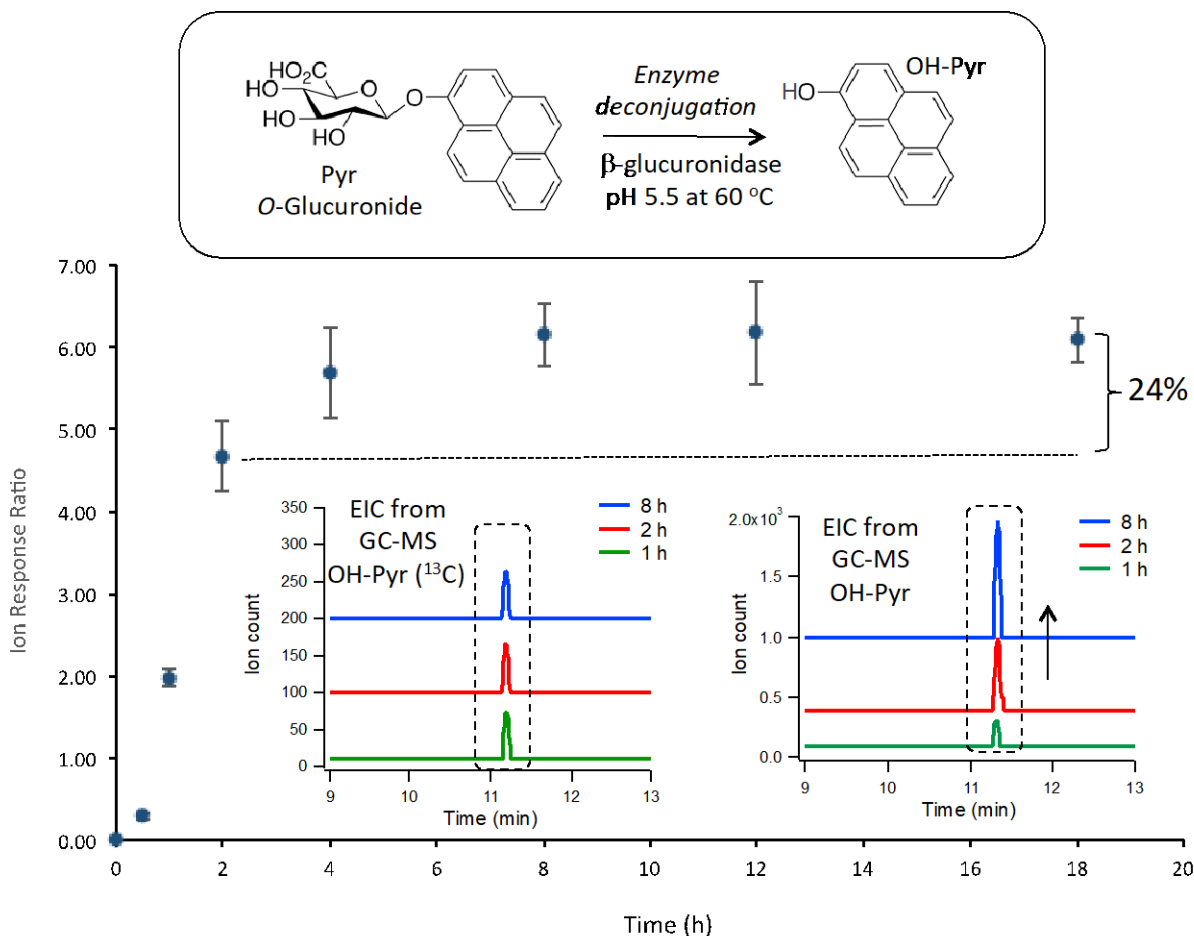 HO₂C
HO
O
O
HO
HO
Pyr
O-Glucuronide
Enzyme
deconjugation
β-glucuronidase
pH 5.5 at 60 °C
OH-Pyr
HO
7.00
6.00
5.00
4.00
3.00
2.00
1.00
0.00
Ion Response Ratio
24%
EIC from
GC-MS
OH-Pyr (¹³C)
8 h
2 h
1 h
350
300
250
200
150
100
50
0
Ion count
9 10 11 12 13
Time (min)
EIC from
GC-MS
OH-Pyr
8 h
2 h
1 h
2.0x10³
1.5
1.0
0.5
0.0
Ion count
9 10 11 12 13
Time (min)
0 2 4 6 8 10 12 14 16 18 20
Time (h)